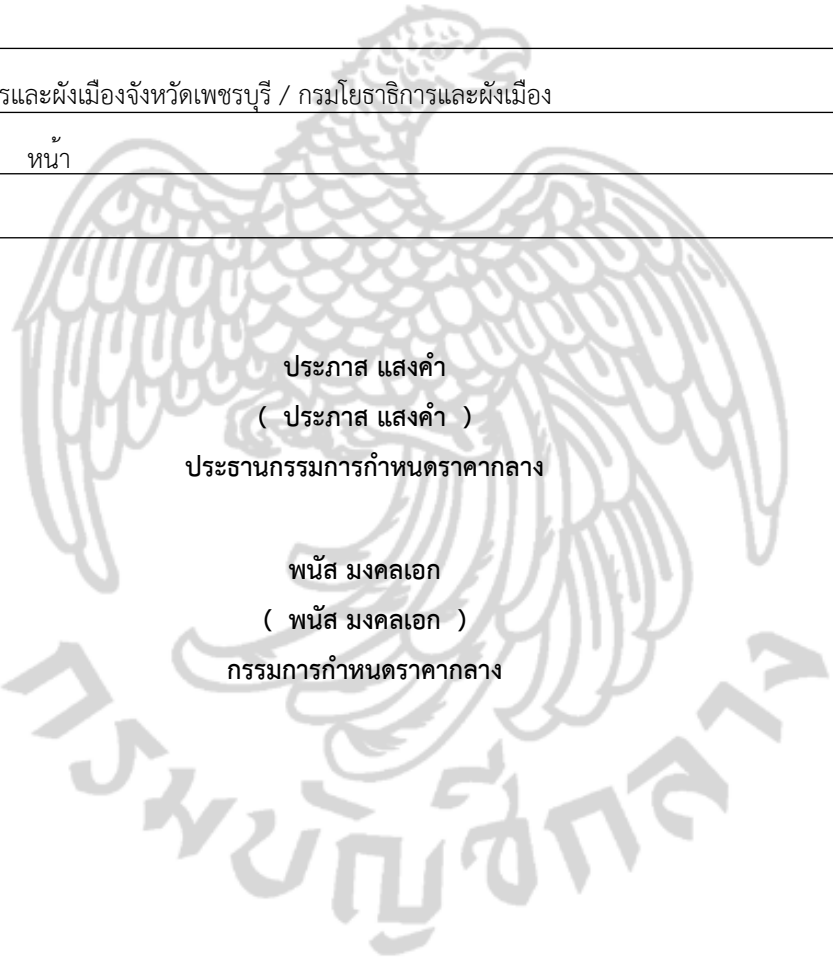 รและผังเมืองจังหวัดเพชรบุรี / กรมโยธาธิการและผังเมือง
หน้า
ประภาส แสงคำ
( ประภาส แสงคำ )
ประธานกรรมการกำหนดราคากลาง
พนัส มงคลเอก
( พนัส มงคลเอก )
กรรมการกำหนดราคากลาง
กรมบัญชีกลาง